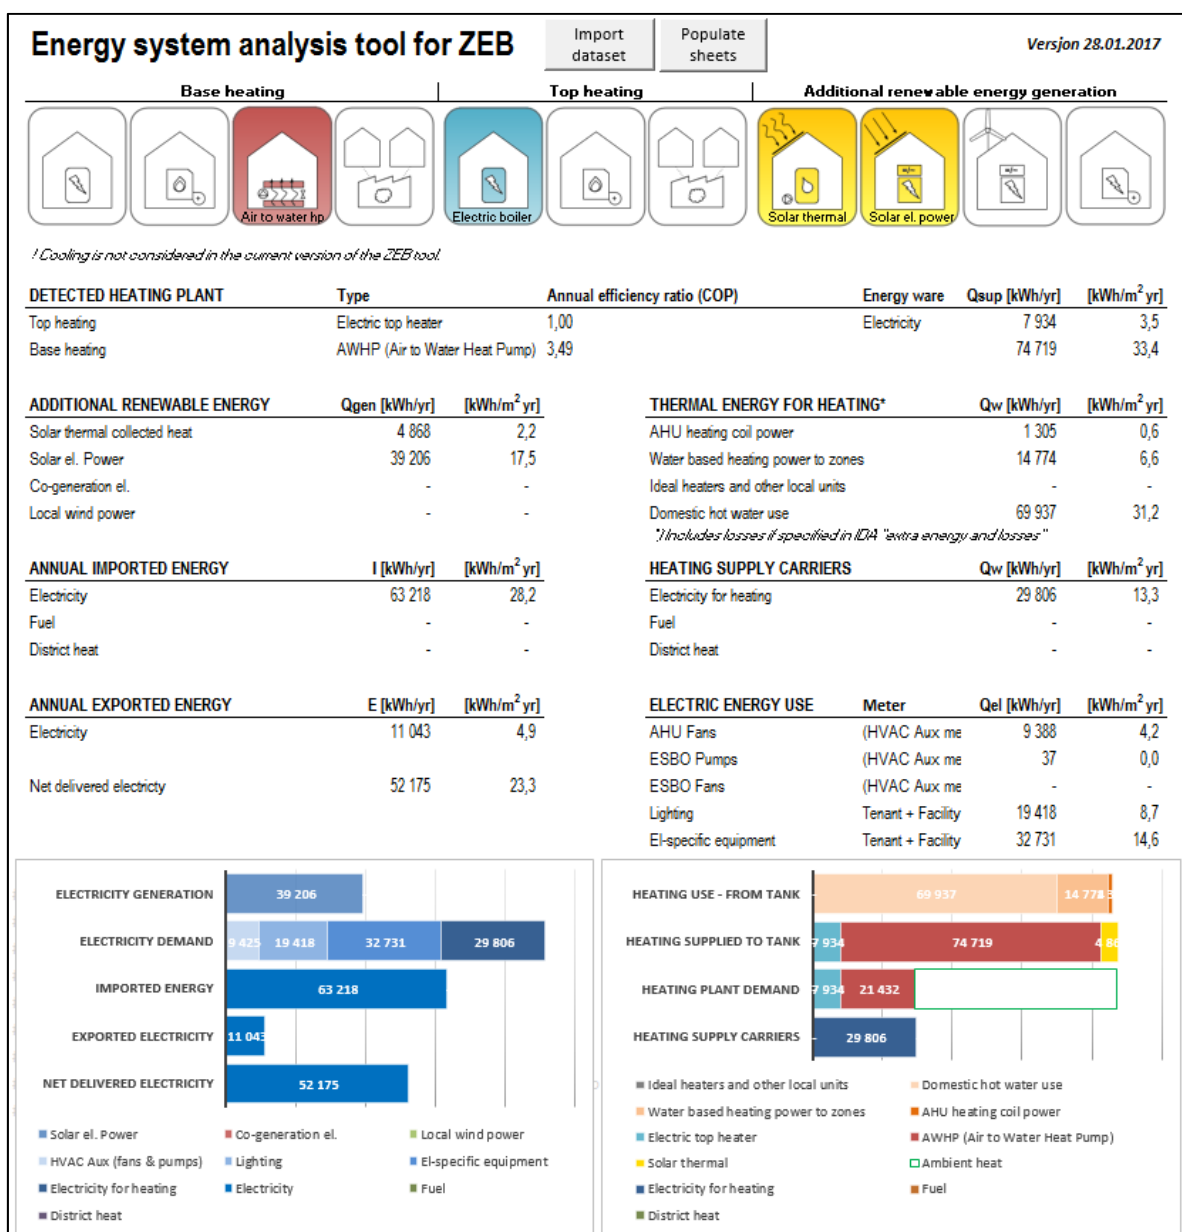 Energy system analysis tool for ZEB
Import dataset
Populate sheets
Versjon 28.01.2017
Base heating Top heating Additional renewable energy generation
Air to water hp Electric boiler Solar thermal Solar el. power
! Cooling is not considered in the current version of the ZEB tool.
DETECTED HEATING PLANT Type Annual efficiency ratio (COP) Energy ware Qsup [kWh/yr] [kWh/m² yr]
Top heating Electric top heater 1,00 Electricity 7 934 3,5
Base heating AWHP (Air to Water Heat Pump) 3,49 74 719 33,4
ADDITIONAL RENEWABLE ENERGY Qgen [kWh/yr] [kWh/m² yr]
Solar thermal collected heat 4 868 2,2
Solar el. Power 39 206 17,5
Co-generation el. - -
Local wind power - -
THERMAL ENERGY FOR HEATING* Qw [kWh/yr] [kWh/m² yr]
AHU heating coil power 1 305 0,6
Water based heating power to zones 14 774 6,6
Ideal heaters and other local units - -
Domestic hot water use 69 937 31,2
*) Includes losses if specified in IDA "extra energy and losses"
ANNUAL IMPORTED ENERGY I [kWh/yr] [kWh/m² yr]
Electricity 63 218 28,2
Fuel - -
District heat - -
HEATING SUPPLY CARRIERS Qw [kWh/yr] [kWh/m² yr]
Electricity for heating 29 806 13,3
Fuel - -
District heat - -
ANNUAL EXPORTED ENERGY E [kWh/yr] [kWh/m² yr]
Electricity 11 043 4,9
Net delivered electricty 52 175 23,3
ELECTRIC ENERGY USE Meter Qel [kWh/yr] [kWh/m² yr]
AHU Fans (HVAC Aux me 9 388 4,2
ESBO Pumps (HVAC Aux me 37 0,0
ESBO Fans (HVAC Aux me - -
Lighting Tenant + Facility 19 418 8,7
El-specific equipment Tenant + Facility 32 731 14,6
ELECTRICITY GENERATION 39 206
ELECTRICITY DEMAND 9 425 19 418 32 731 29 806
IMPORTED ENERGY 63 218
EXPORTED ELECTRICITY 11 043
NET DELIVERED ELECTRICITY 52 175
Solar el. Power Co-generation el. Local wind power
HVAC Aux (fans & pumps) Lighting El-specific equipment
Electricity for heating Electricity Fuel
District heat
HEATING USE - FROM TANK - 69 937 14 774
HEATING SUPPLIED TO TANK 7 934 74 719 4 86
HEATING PLANT DEMAND 7 934 21 432
HEATING SUPPLY CARRIERS - 29 806
Ideal heaters and other local units Domestic hot water use
Water based heating power to zones AHU heating coil power
Electric top heater AWHP (Air to Water Heat Pump)
Solar thermal Ambient heat
Electricity for heating Fuel
District heat